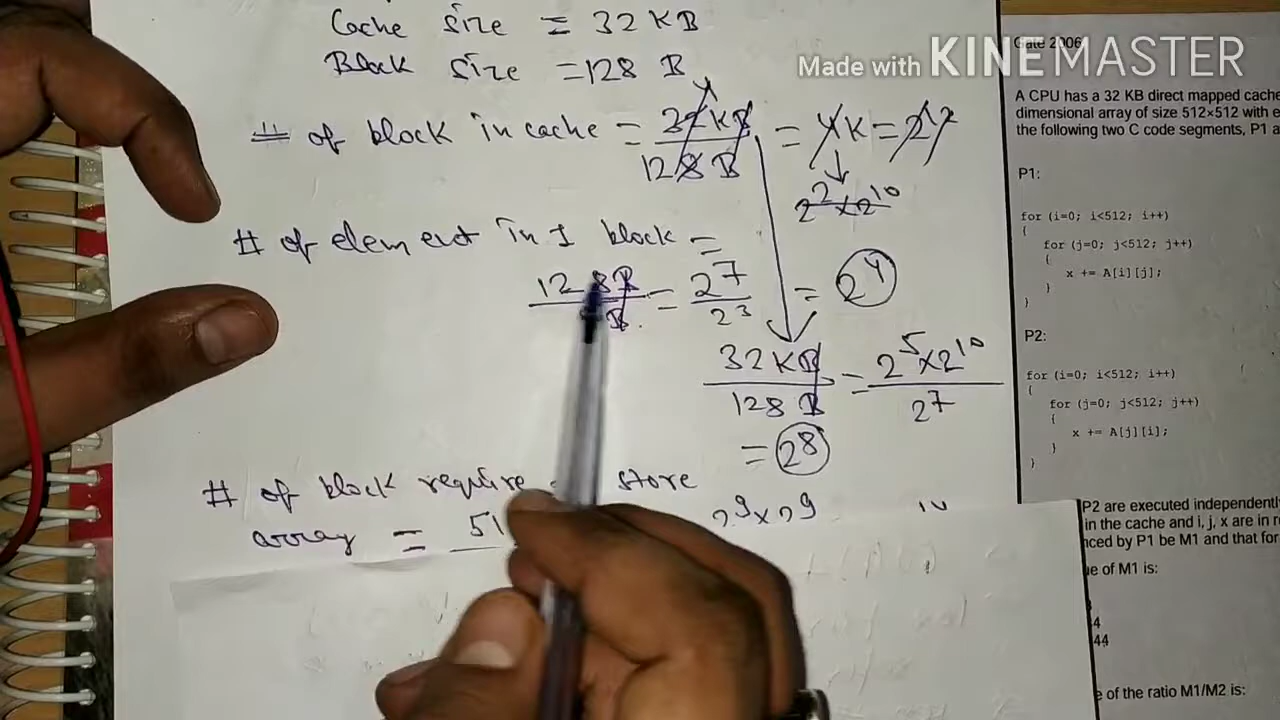 Cache size = 32 KB
Block size = 128 B
# of block in cache = 32 KB / 128 B = 4K = 2^12
2^2 × 2^10
# of element in 1 block =
128 B / B = 2^7 / 2^3 = 2^4
32 KB / 128 B = 2^5 × 2^10 / 2^7
= 2^8
# of block require store
array = 51 2^9 × 2^9
Made with KINEMASTER
Gate 2006
A CPU has a 32 KB direct mapped cache
dimensional array of size 512×512 with e
the following two C code segments, P1 a
P1:
for (i=0; i<512; i++)
{
for (j=0; j<512; j++)
{
x += A[i][j];
}
}
P2:
for (i=0; i<512; i++)
{
for (j=0; j<512; j++)
{
x += A[j][i];
}
}
P2 are executed independently
in the cache and i, j, x are in r
nced by P1 be M1 and that for
e of M1 is:
4
44
e of the ratio M1/M2 is: